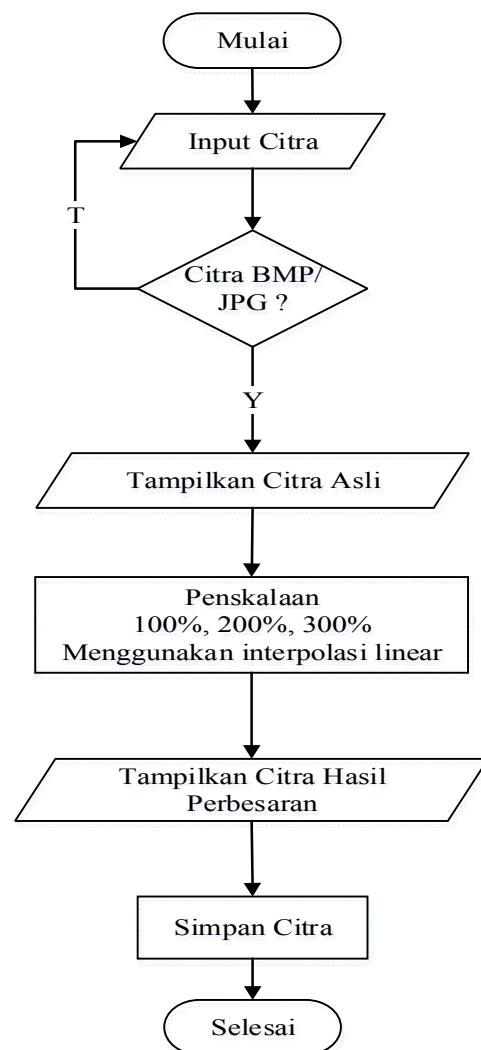 Mulai
Input Citra
T
Citra BMP/
JPG ?
Y
Tampilkan Citra Asli
Penskalaan
100%, 200%, 300%
Menggunakan interpolasi linear
Tampilkan Citra Hasil
Perbesaran
Simpan Citra
Selesai